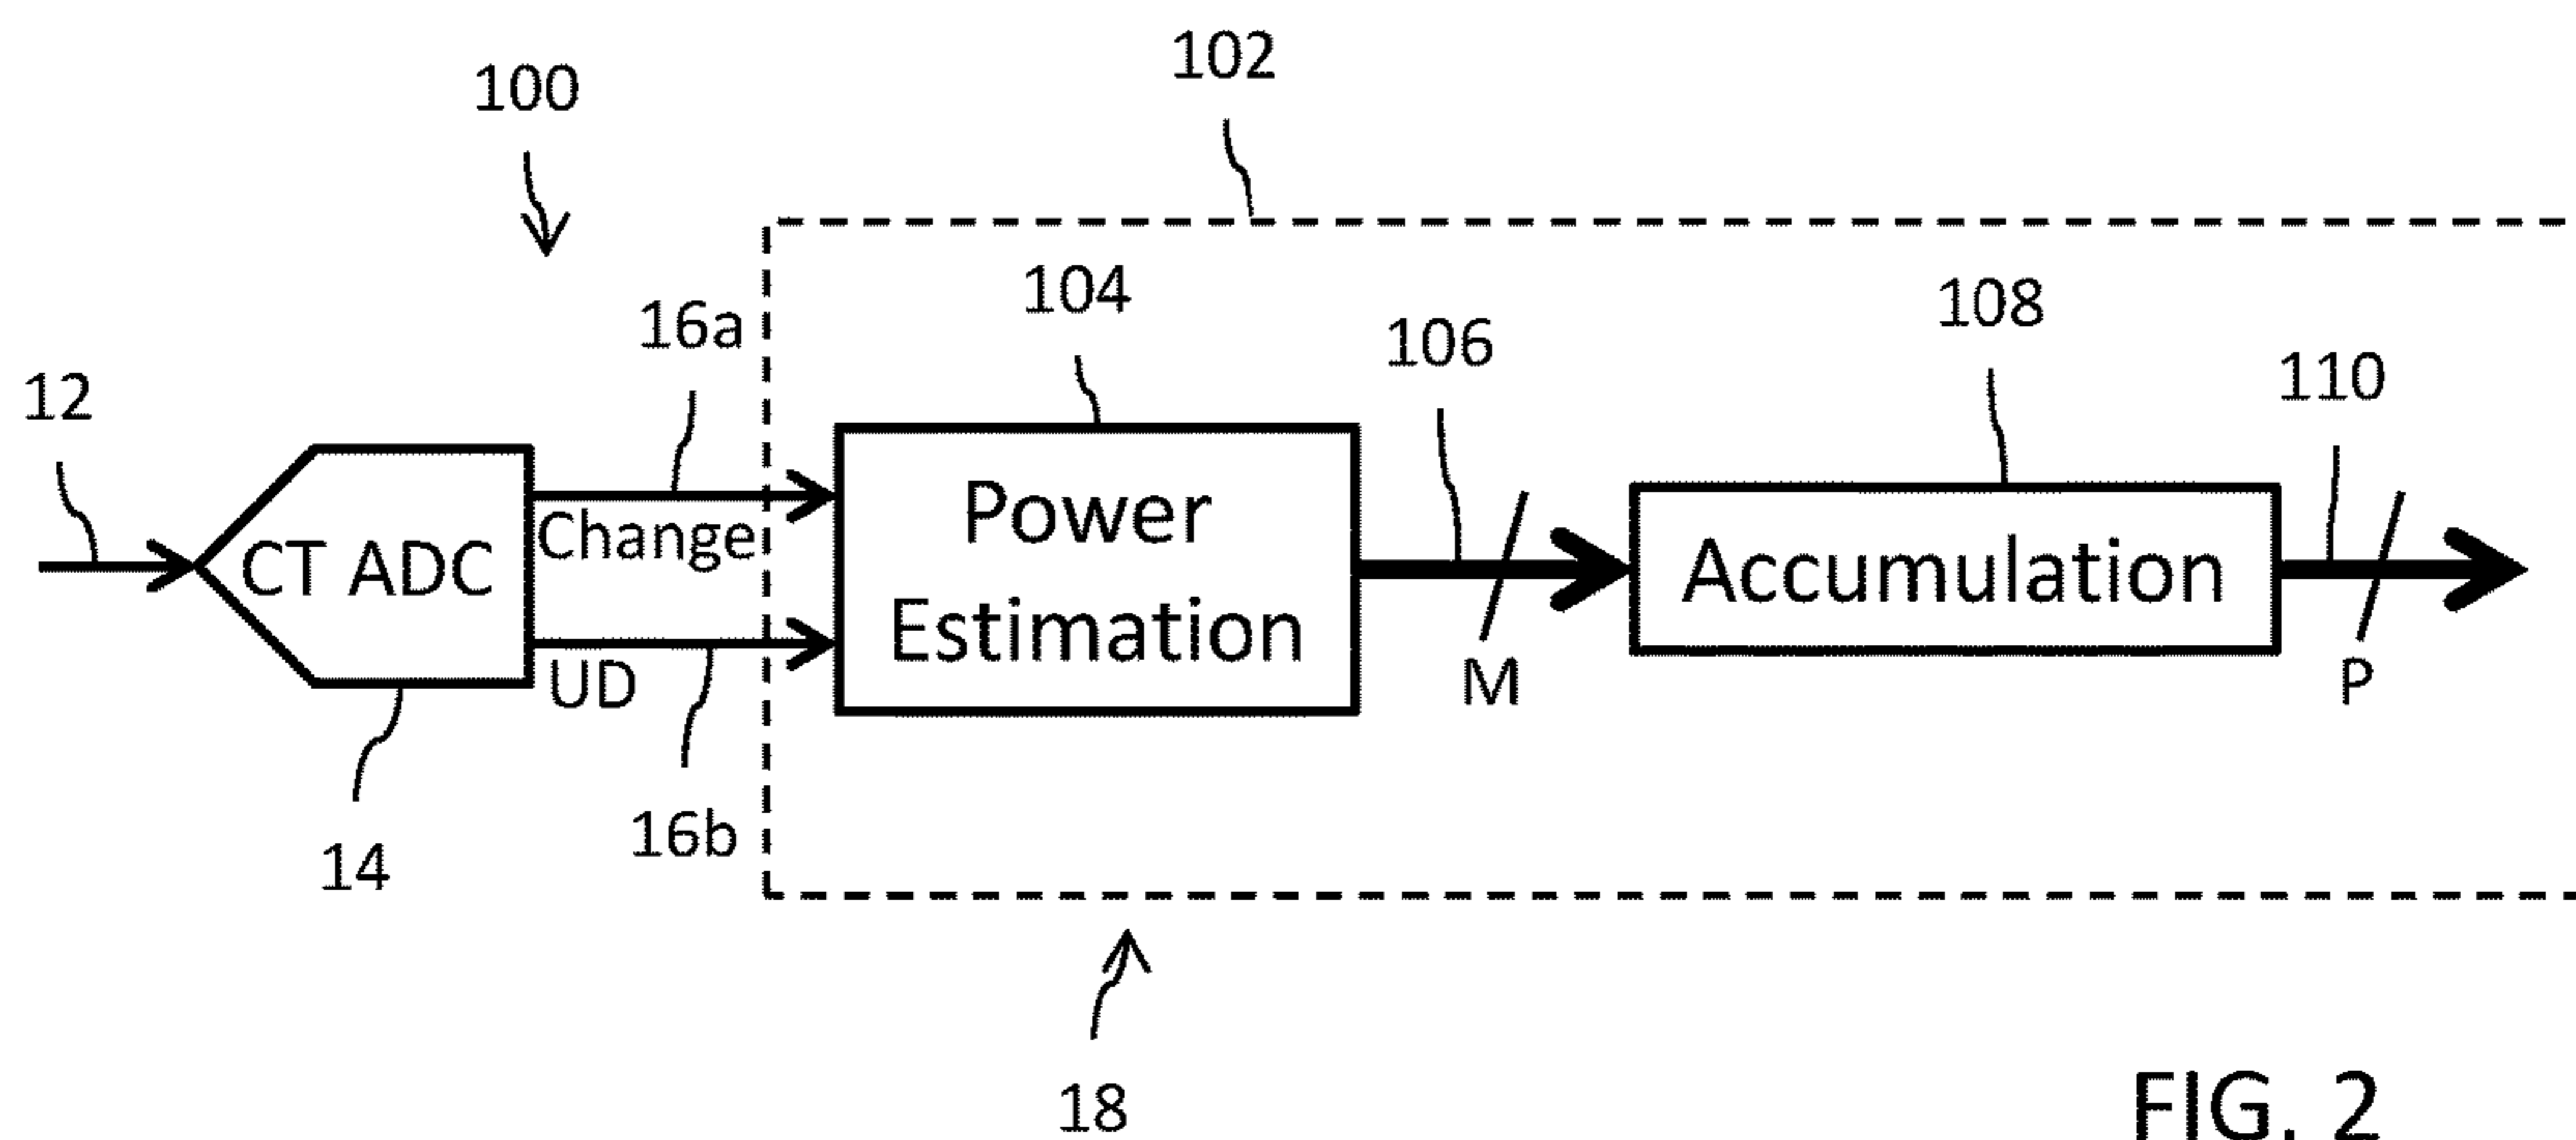 102
100
104
108
16a
106
110
12
Power
Estimation
CT ADC
Change
Accumulation
UD
M
P
16b
14
18
FIG. 2